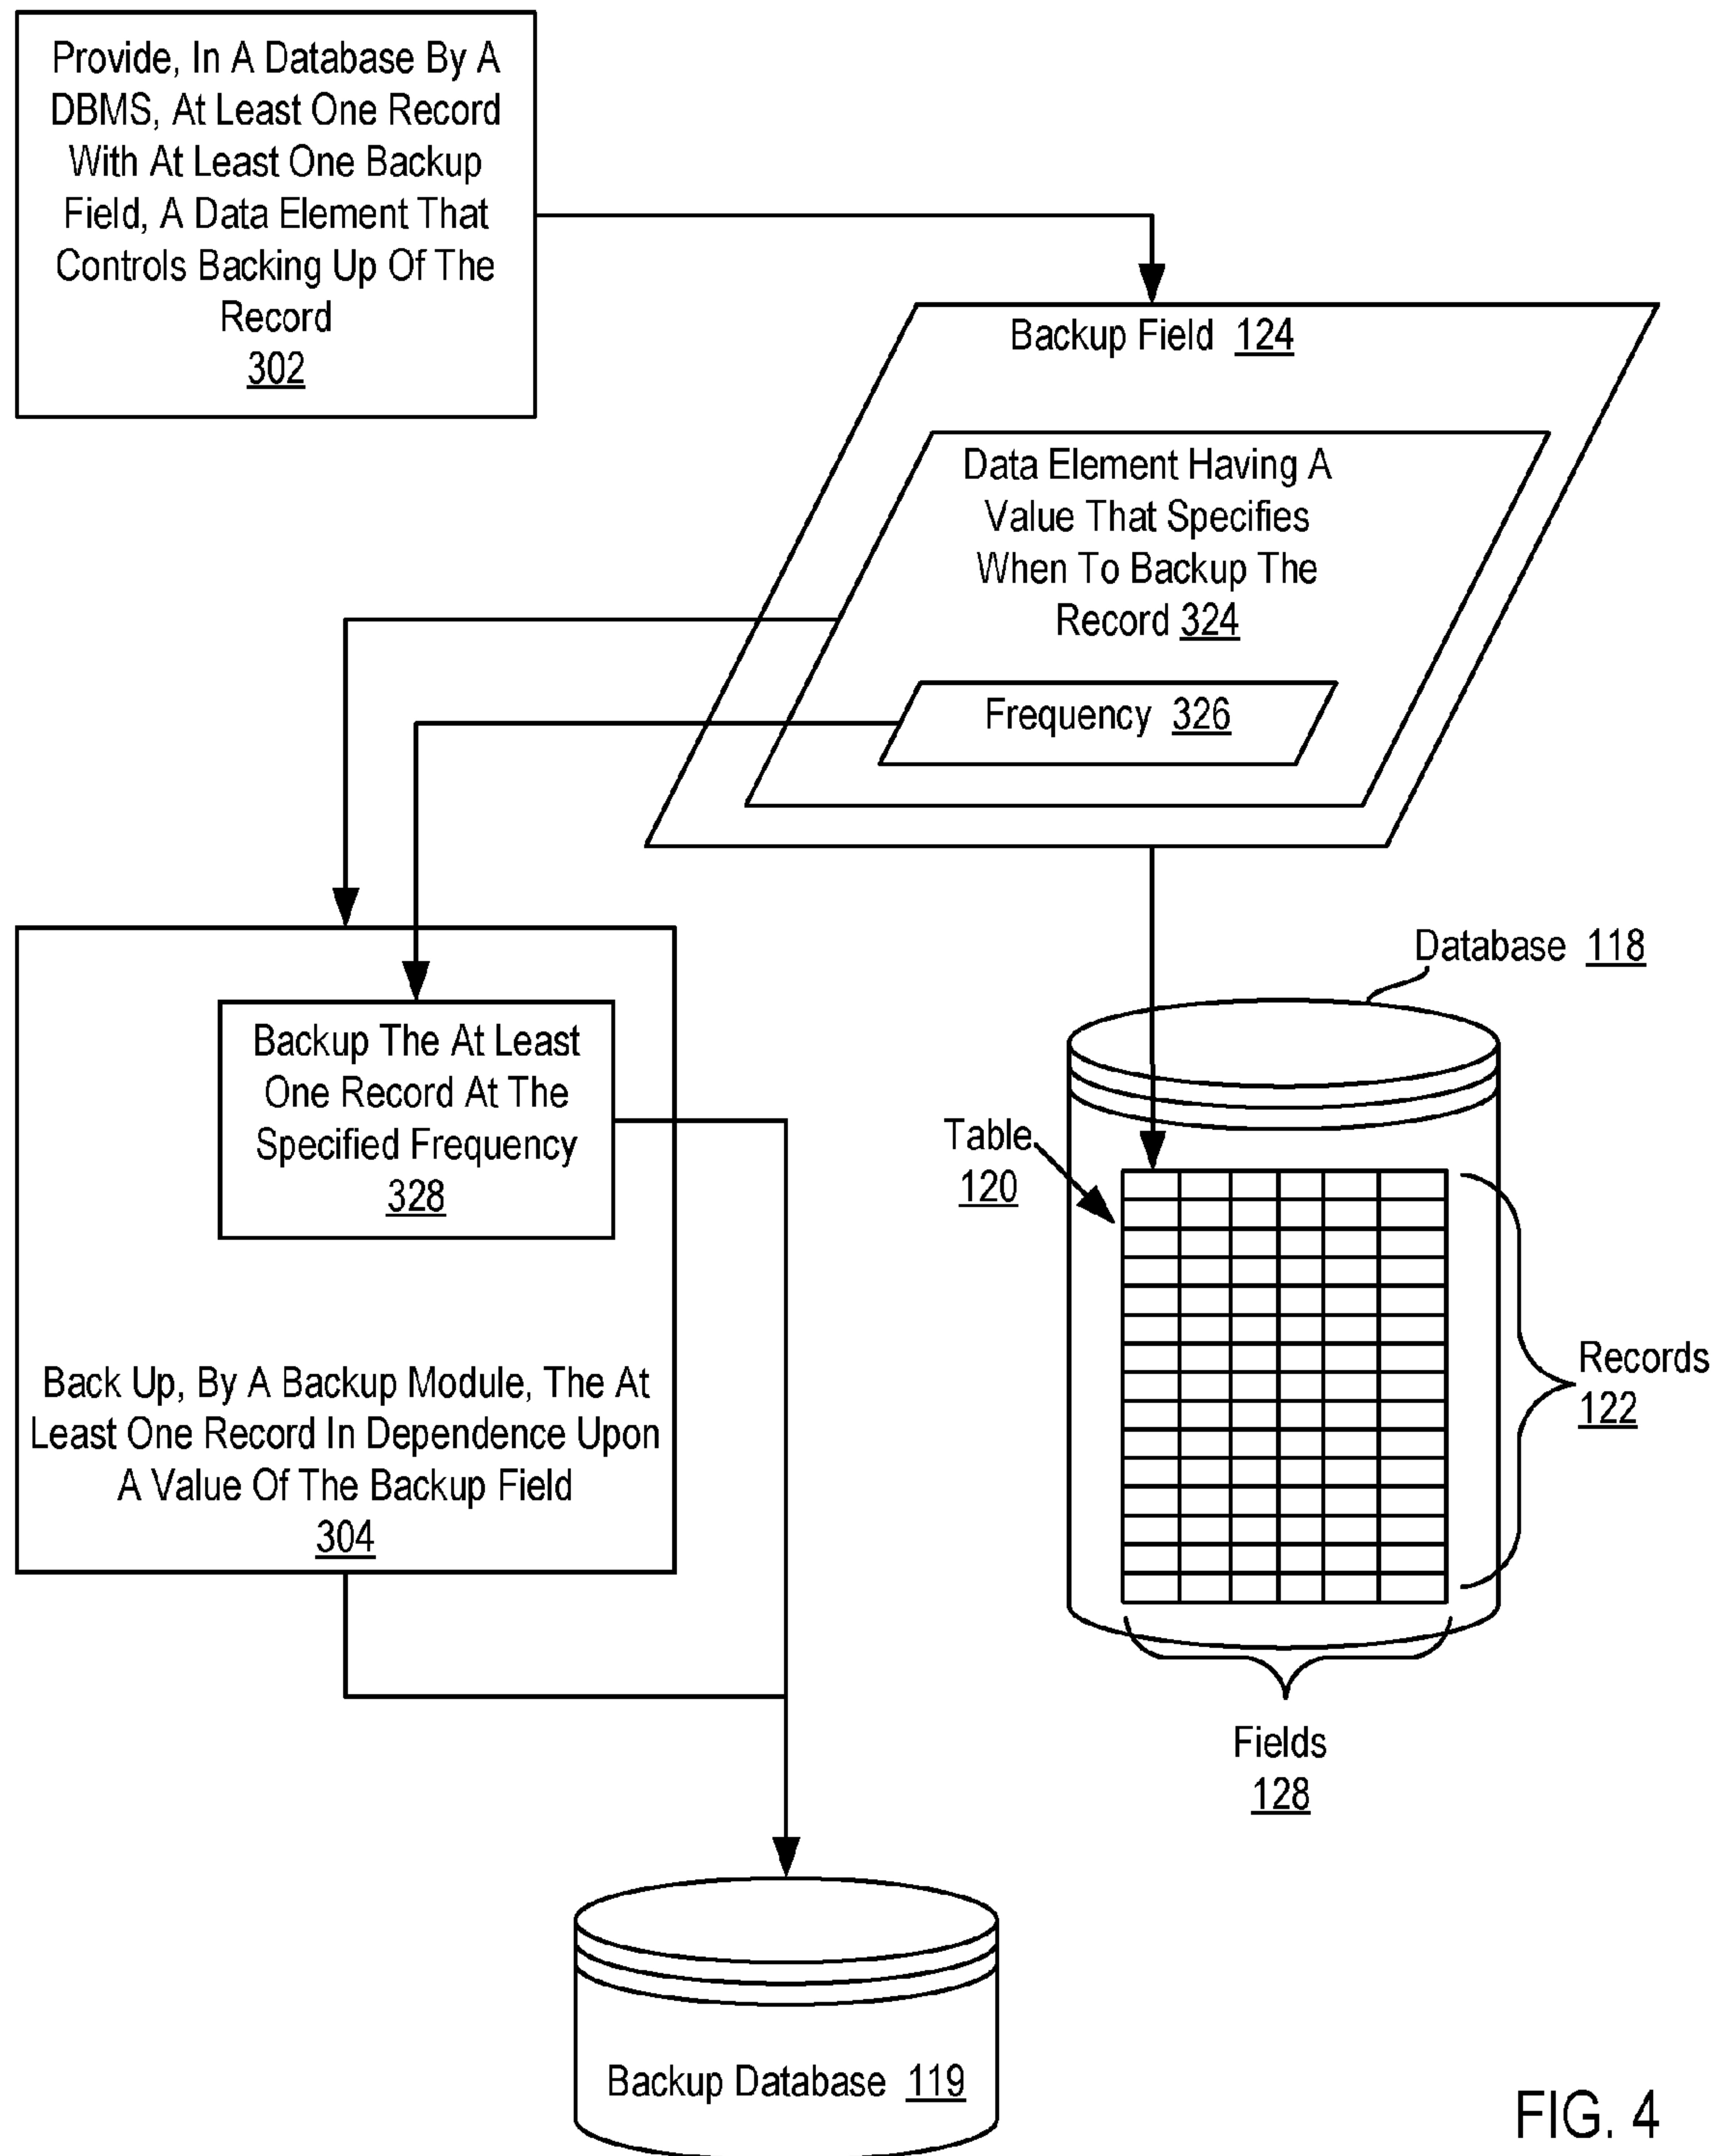 Provide, In A Database By A
DBMS, At Least One Record
With At Least One Backup
Field, A Data Element That
Controls Backing Up Of The
Record
302
Backup Field 124
Data Element Having A
Value That Specifies
When To Backup The
Record 324
Frequency 326
Database 118
Backup The At Least
One Record At The
Specified Frequency
328
Table
120
Records
122
Back Up, By A Backup Module, The At
Least One Record In Dependence Upon
A Value Of The Backup Field
304
Fields
128
Backup Database 119
FIG. 4